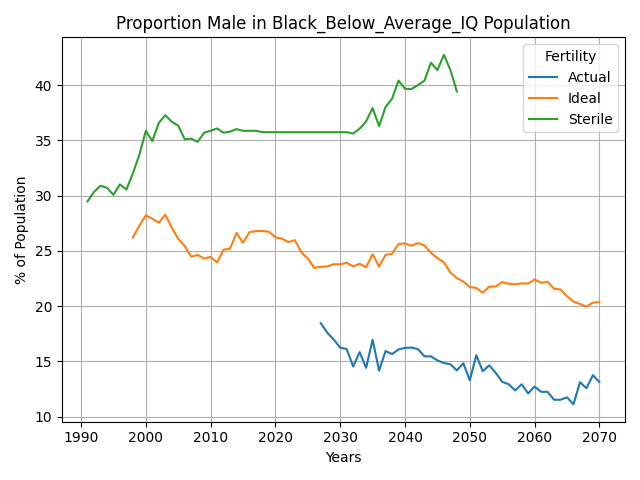 Proportion Male in Black_Below_Average_IQ Population
% of Population
40
35
30
25
20
15
10
Fertility
Actual
Ideal
Sterile
1990 2000 2010 2020 2030 2040 2050 2060 2070
Years